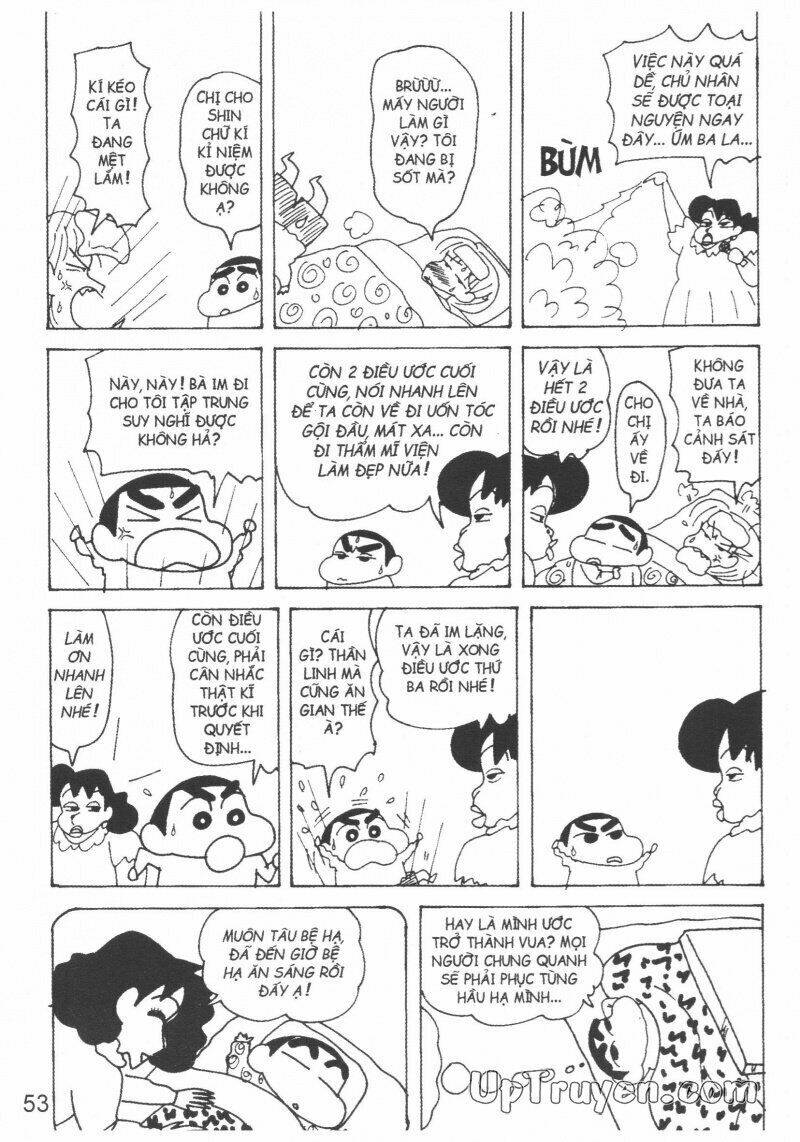 VIỆC NÀY QUÁ
DỄ, CHỦ NHÂN
SẼ ĐƯỢC TOẠI
NGUYỆN NGAY
ĐÂY... ÚM BA LA...
BÙM
BRỪỪỪ...
MẤY NGƯỜI
LÀM GÌ
VẬY? TÔI
ĐANG BỊ
SỐT MÀ?
CHỊ CHO
SHIN
CHỮ KÍ
KỈ NIỆM
ĐƯỢC
KHÔNG
Ạ?
KÍ KÉO
CÁI GÌ!
TA
ĐANG
MỆT
LẮM!
KHÔNG
ĐƯA TA
VỀ NHÀ,
TA BÁO
CẢNH SÁT
ĐẤY!
CHO
CHỊ
ẤY
VỀ
ĐI.
VẬY LÀ
HẾT 2
ĐIỀU ƯỚC
RỒI NHÉ!
CÒN 2 ĐIỀU ƯỚC CUỐI
CÙNG, NÓI NHANH LÊN
ĐỂ TA CÒN VỀ ĐI UỐN TÓC
GỘI ĐẦU, MÁT XA... CÒN
ĐI THẨM MĨ VIỆN
LÀM ĐẸP NỮA!
NÀY, NÀY! BÀ IM ĐI
CHO TÔI TẬP TRUNG
SUY NGHĨ ĐƯỢC
KHÔNG HẢ?
TA ĐÃ IM LẶNG,
VẬY LÀ XONG
ĐIỀU ƯỚC THỨ
BA RỒI NHÉ!
CÁI
GÌ? THẦN
LINH MÀ
CŨNG ĂN
GIAN THẾ
À?
CÒN ĐIỀU
ƯỚC CUỐI
CÙNG, PHẢI
CÂN NHẮC
THẬT KĨ
TRƯỚC KHI
QUYẾT
ĐỊNH...
LÀM
ƠN
NHANH
LÊN
NHÉ!
HAY LÀ MÌNH ƯỚC
TRỞ THÀNH VUA? MỌI
NGƯỜI CHUNG QUANH
SẼ PHẢI PHỤC TÙNG
HẦU HẠ MÌNH...
MUÔN TÂU BỆ HẠ,
ĐÃ ĐẾN GIỜ BỆ
HẠ ĂN SÁNG RỒI
ĐẤY Ạ!
UpTruyen.com
53